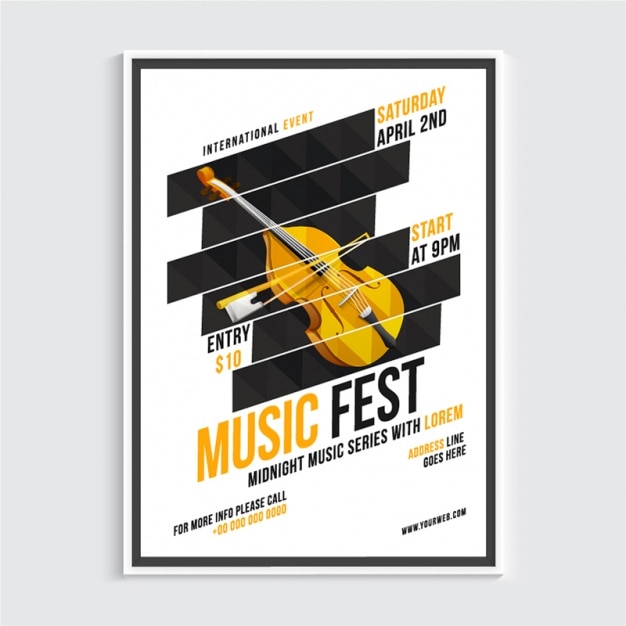 INTERNATIONAL EVENT
SATURDAY
APRIL 2ND
START
AT 9PM
ENTRY
$10
MUSIC FEST
MIDNIGHT MUSIC SERIES WITH LOREM
ADDRESS LINE
GOES HERE
FOR MORE INFO PLEASE CALL
+00 000 000 0000
WWW.YOURWEB.COM